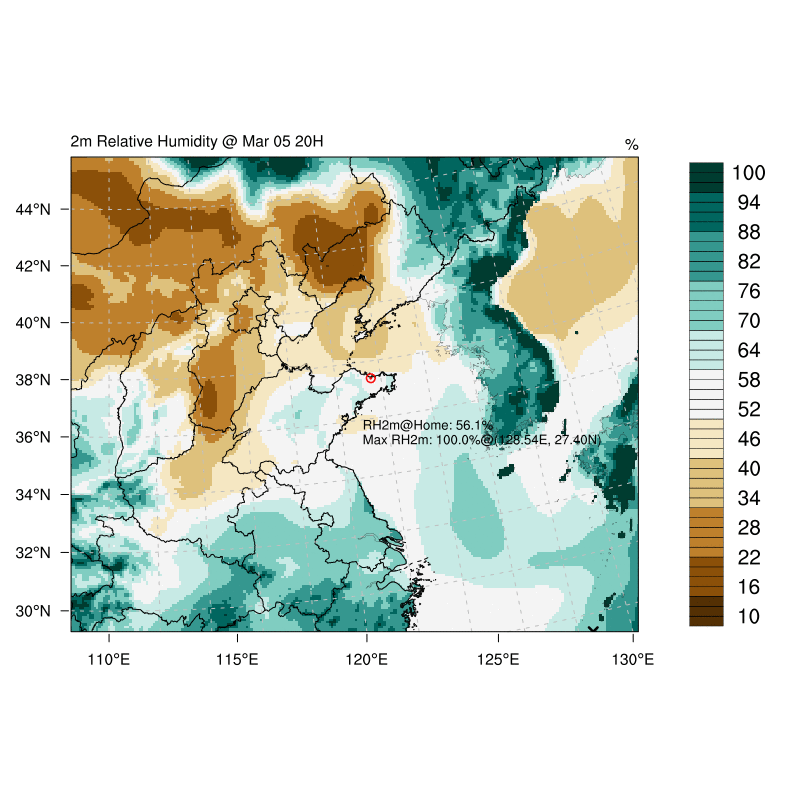 2m Relative Humidity @ Mar 05 20H
%
100
94
88
82
76
70
64
58
52
46
40
34
28
22
16
10
44°N
42°N
40°N
38°N
36°N
34°N
32°N
30°N
RH2m@Home: 56.1%
Max RH2m: 100.0%@(128.54E, 27.40N)
110°E
115°E
120°E
125°E
130°E